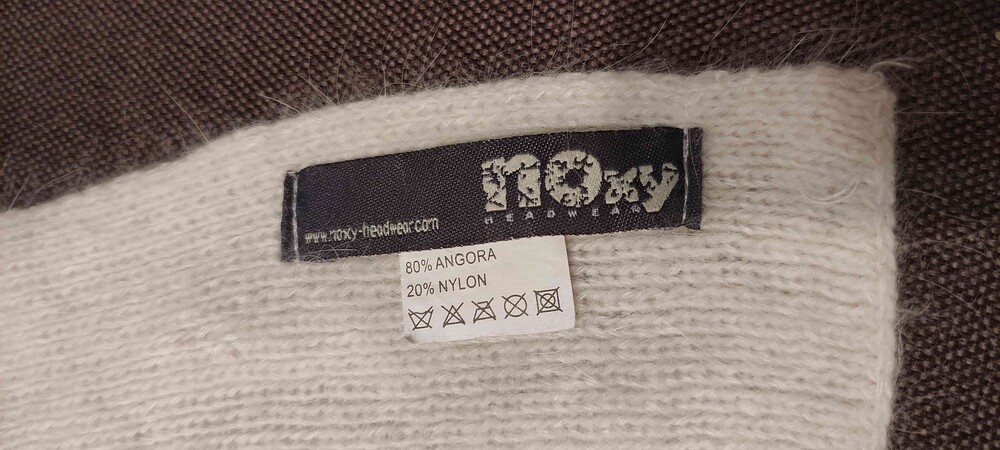 noxy
HEADWEAR
www.noxy-headwear.com
80% ANGORA
20% NYLON